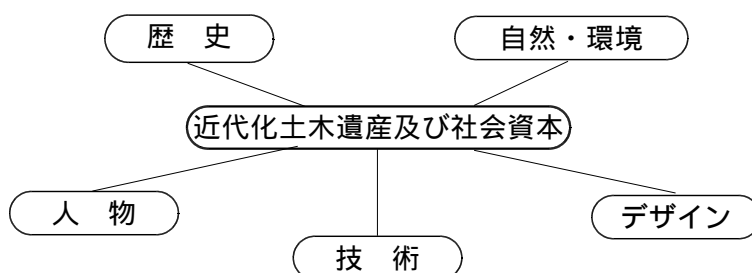 歴 史
自然・環境
近代化土木遺産及び社会資本
人 物
デザイン
技 術